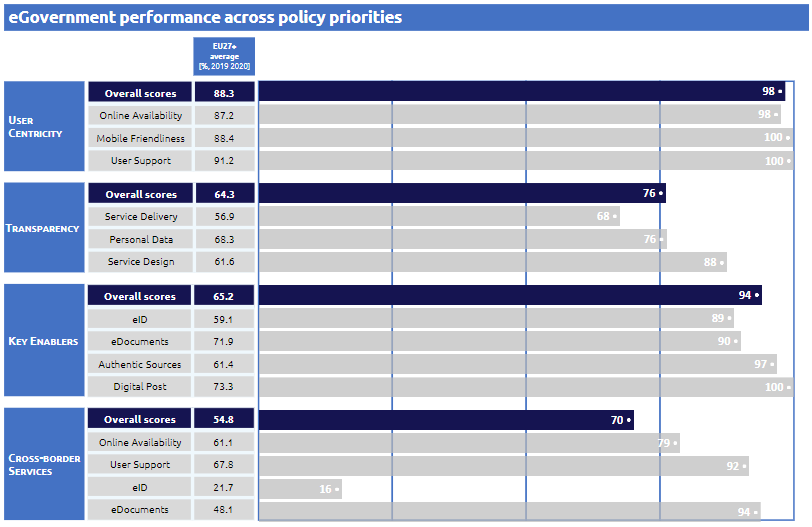 eGovernment performance across policy priorities
EU27+
average
[%, 2019-2020]
USER
CENTRICITY
Overall scores 88.3 98
Online Availability 87.2 98
Mobile Friendliness 88.4 100
User Support 91.2 100
TRANSPARENCY
Overall scores 64.3 76
Service Delivery 56.9 68
Personal Data 68.3 76
Service Design 61.6 88
KEY ENABLERS
Overall scores 65.2 94
eID 59.1 89
eDocuments 71.9 90
Authentic Sources 61.4 97
Digital Post 73.3 100
CROSS-BORDER
SERVICES
Overall scores 54.8 70
Online Availability 61.1 79
User Support 67.8 92
eID 21.7 16
eDocuments 48.1 94